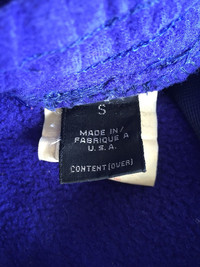 S
MADE IN/
FABRIQUE A
U.S.A.
CONTENT (OVER)